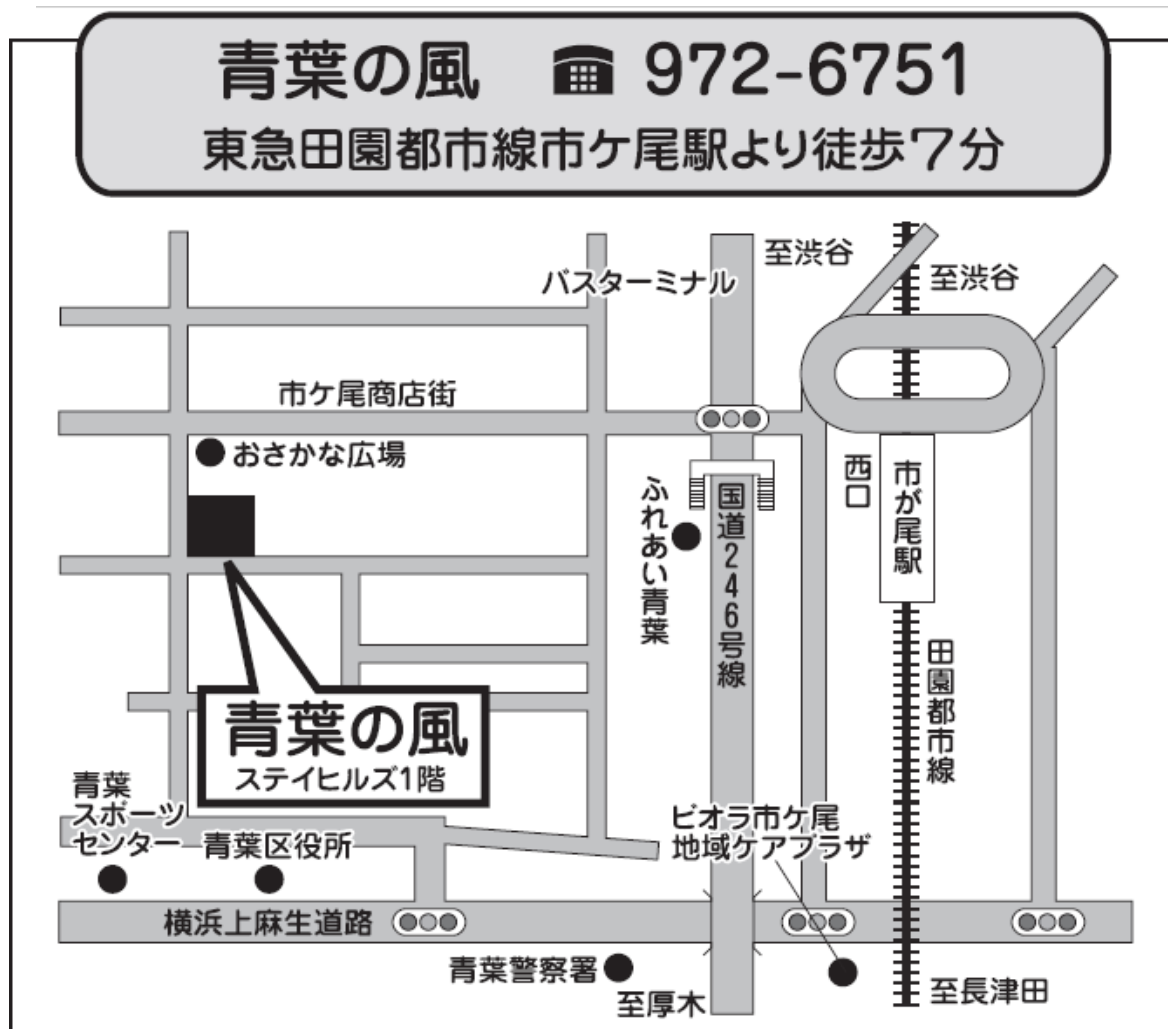 青葉の風 ☎ 972-6751
東急田園都市線市ケ尾駅より徒歩7分
至渋谷
至渋谷
バスターミナル
市ケ尾商店街
おさかな広場
西口
市が尾駅
国道246号線
ふれあい青葉
田園都市線
青葉の風
ステイヒルズ1階
青葉
スポーツ
センター
青葉区役所
ビオラ市ケ尾
地域ケアプラザ
横浜上麻生道路
青葉警察署
至厚木
至長津田